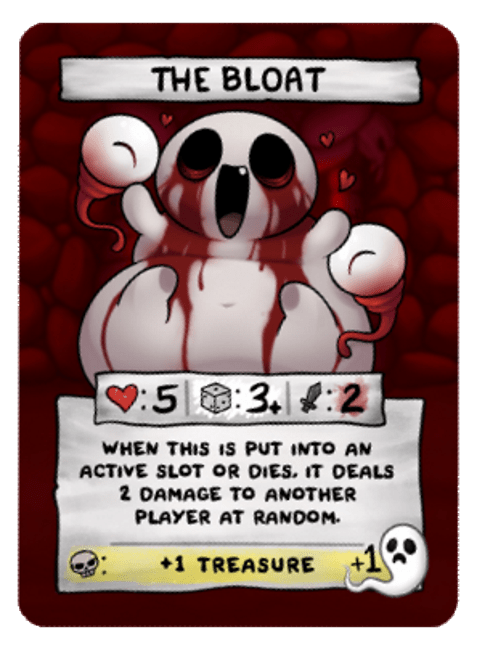 THE BLOAT
:5 :3+ :2
WHEN THIS IS PUT INTO AN
ACTIVE SLOT OR DIES, IT DEALS
2 DAMAGE TO ANOTHER
PLAYER AT RANDOM.
: +1 TREASURE +1